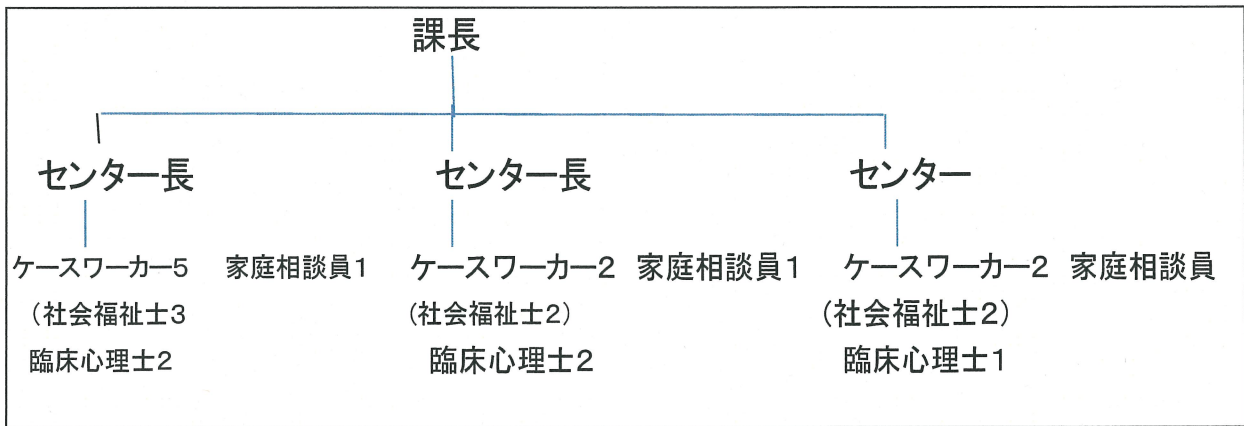 課長
センター長 センター長 センター
ケースワーカー5 家庭相談員1 ケースワーカー2 家庭相談員1 ケースワーカー2 家庭相談員
(社会福祉士3 (社会福祉士2) (社会福祉士2)
臨床心理士2 臨床心理士2 臨床心理士1